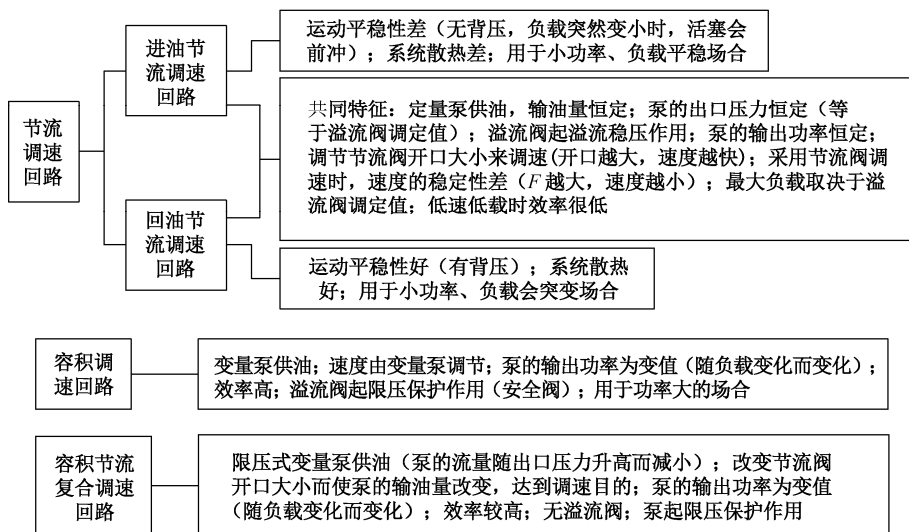 节流
调速
回路
进油节
流调速
回路
运动平稳性差（无背压，负载突然变小时，活塞会
前冲）；系统散热差；用于小功率、负载平稳场合
共同特征：定量泵供油，输油量恒定；泵的出口压力恒定（等
于溢流阀调定值）；溢流阀起溢流稳压作用；泵的输出功率恒定；
调节节流阀开口大小来调速(开口越大，速度越快)；采用节流阀调
速时，速度的稳定性差（F 越大，速度越小）；最大负载取决于溢
流阀调定值；低速低载时效率很低
回油节
流调速
回路
运动平稳性好（有背压）；系统散热
好；用于小功率、负载会突变场合
容积调
速回路
变量泵供油；速度由变量泵调节；泵的输出功率为变值（随负载变化而变化）；
效率高；溢流阀起限压保护作用（安全阀）；用于功率大的场合
容积节流
复合调速
回路
限压式变量泵供油（泵的流量随出口压力升高而减小）；改变节流阀
开口大小而使泵的输油量改变，达到调速目的；泵的输出功率为变值
（随负载变化而变化）；效率较高；无溢流阀；泵起限压保护作用